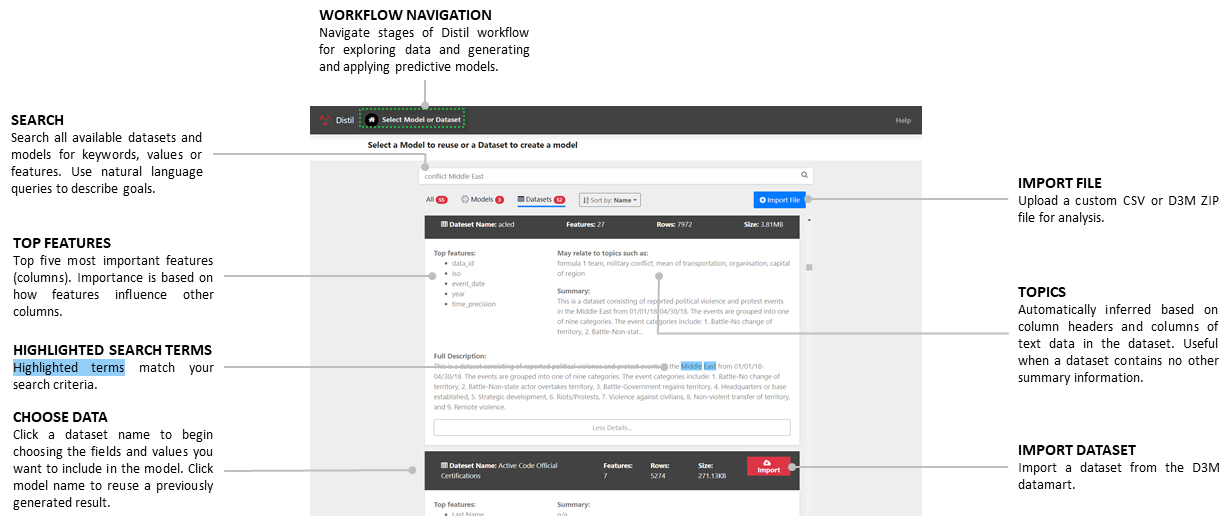 WORKFLOW NAVIGATION
Navigate stages of Distil workflow
for exploring data and generating
and applying predictive models.
SEARCH
Search all available datasets and
models for keywords, values or
features. Use natural language
queries to describe goals.
TOP FEATURES
Top five most important features
(columns). Importance is based on
how features influence other
columns.
HIGHLIGHTED SEARCH TERMS
Highlighted terms match your
search criteria.
CHOOSE DATA
Click a dataset name to begin
choosing the fields and values you
want to include in the model. Click
model name to reuse a previously
generated result.
Distil
Select Model or Dataset
Help
Select a Model to reuse or a Dataset to create a model
conflict Middle East
All 55
Models 3
Datasets 52
Sort by: Name
Import File
Dateset Name: acled
Features: 27
Rows: 7972
Size: 3.81MB
Top features:
data_id
iso
event_date
year
time_precision
May relate to topics such as:
formula 1 team, military conflict, mean of transportation, organisation, capital
of region
Summary:
This is a dataset consisting of reported political violence and protest events
in the Middle East from 01/01/18-04/30/18. The events are grouped into one
of nine categories. The event categories include: 1. Battle-No change of
territory, 2. Battle-Non-stat...
Full Description:
This is a dataset consisting of reported political violence and protest events in the Middle East from 01/01/18-
04/30/18. The events are grouped into one of nine categories. The event categories include: 1. Battle-No change of
territory, 2. Battle-Non-state actor overtakes territory, 3. Battle-Government regains territory, 4. Headquarters or base
established, 5. Strategic development, 6. Riots/Protests, 7. Violence against civilians, 8. Non-violent transfer of territory,
and 9. Remote violence.
Less Details...
Dateset Name: Active Code Official
Certifications
Features:
7
Rows:
5274
Size:
271.13KB
Import
Top features:
Last Name
Summary:
n/a
IMPORT FILE
Upload a custom CSV or D3M ZIP
file for analysis.
TOPICS
Automatically inferred based on
column headers and columns of
text data in the dataset. Useful
when a dataset contains no other
summary information.
IMPORT DATASET
Import a dataset from the D3M
datamart.